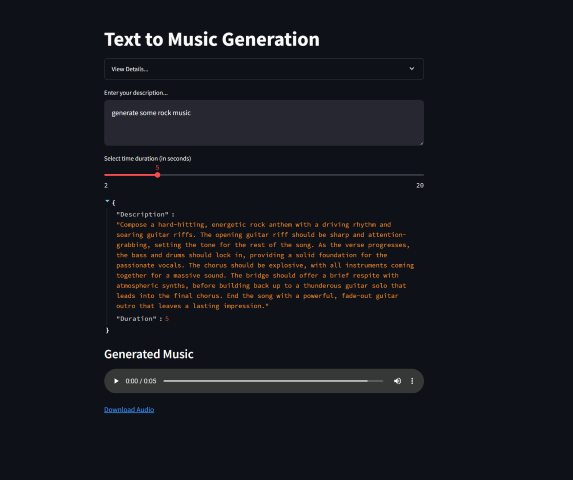 Text to Music Generation
View Details...
Enter your description...
generate some rock music
Select time duration (in seconds)
5
2 20
{
"Description" :
"Compose a hard-hitting, energetic rock anthem with a driving rhythm and
soaring guitar riffs. The opening guitar riff should be sharp and attention-
grabbing, setting the tone for the rest of the song. As the verse progresses,
the bass and drums should lock in, providing a solid foundation for the
passionate vocals. The chorus should be explosive, with all instruments coming
together for a massive sound. The bridge should offer a brief respite with
atmospheric synths, before building back up to a thunderous guitar solo that
leads into the final chorus. End the song with a powerful, fade-out guitar
outro that leaves a lasting impression."
"Duration" : 5
}
Generated Music
0:00 / 0:05
Download Audio